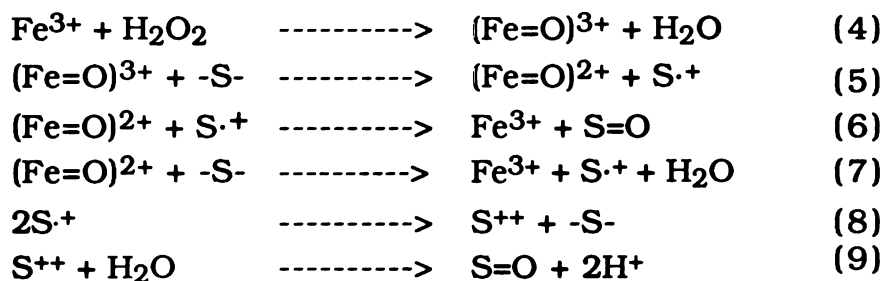 Fe³⁺ + H₂O₂ ----------> (Fe=O)³⁺ + H₂O (4)
(Fe=O)³⁺ + -S- ----------> (Fe=O)²⁺ + S·⁺ (5)
(Fe=O)²⁺ + S·⁺ ----------> Fe³⁺ + S=O (6)
(Fe=O)²⁺ + -S- ----------> Fe³⁺ + S·⁺ + H₂O (7)
2S·⁺ ----------> S⁺⁺ + -S- (8)
S⁺⁺ + H₂O ----------> S=O + 2H⁺ (9)